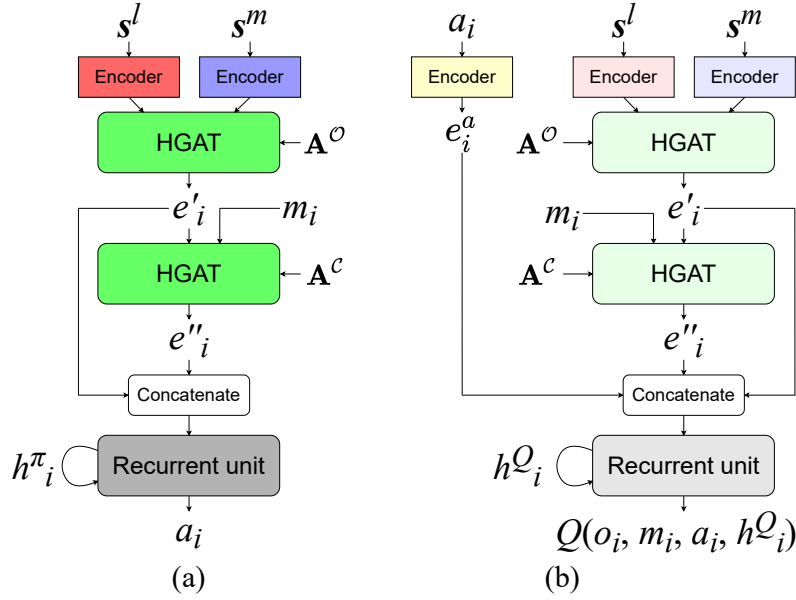 s^l s^m
Encoder Encoder
HGAT
A^𝒪
e'_i m_i
HGAT
A^𝒞
e''_i
Concatenate
h^π_i Recurrent unit
a_i
(a)
a_i s^l s^m
Encoder Encoder Encoder
e_i^a A^𝒪 HGAT
m_i e'_i
A^𝒞 HGAT
e''_i
Concatenate
h^Q_i Recurrent unit
Q(o_i, m_i, a_i, h^Q_i)
(b)